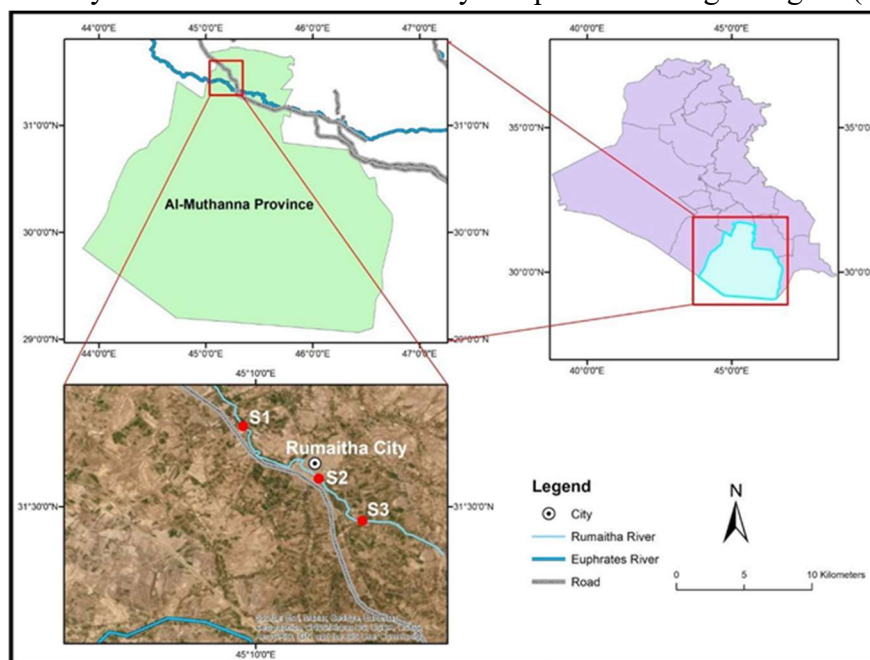 44°0'0"E 45°0'0"E 46°0'0"E 47°0'0"E
31°0'0"N
30°0'0"N
29°0'0"N
31°0'0"N
30°0'0"N
29°0'0"N
Al-Muthanna Province
44°0'0"E 45°0'0"E 46°0'0"E 47°0'0"E
40°0'0"E 45°0'0"E
35°0'0"N
30°0'0"N
35°0'0"N
30°0'0"N
40°0'0"E 45°0'0"E
45°10'0"E
S1
Rumaitha City
S2
S3
31°30'0"N
31°30'0"N
45°10'0"E
Legend
City
Rumaitha River
Euphrates River
Road
N
0 5 10 Kilometers